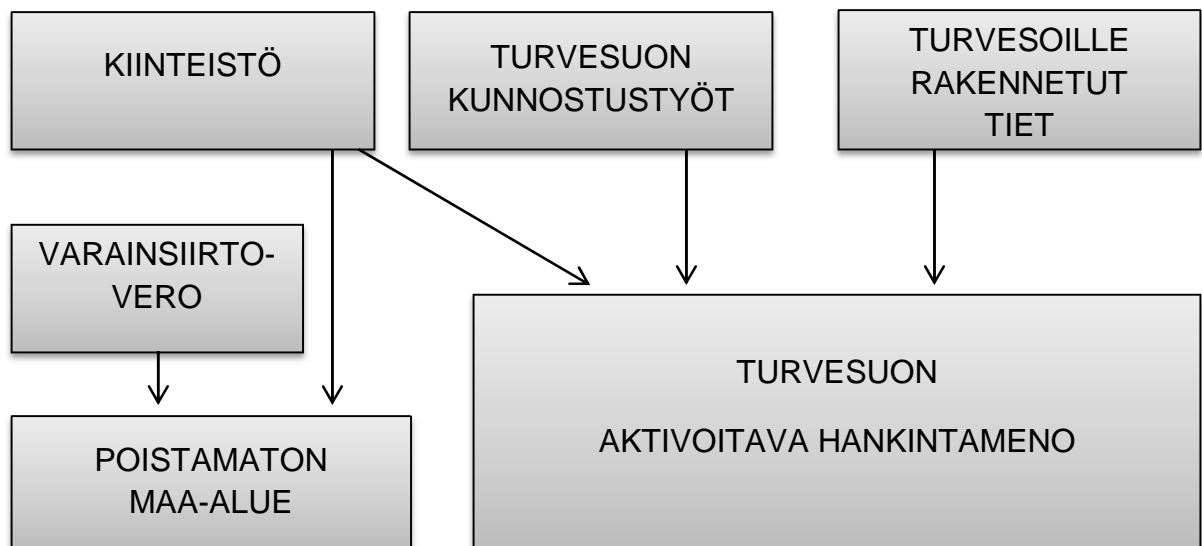 KIINTEISTÖ
TURVESUON
KUNNOSTUSTYÖT
TURVESOILLE
RAKENNETUT
TIET
VARAINSIIRTO-
VERO
TURVESUON
AKTIVOITAVA HANKINTAMENO
POISTAMATON
MAA-ALUE